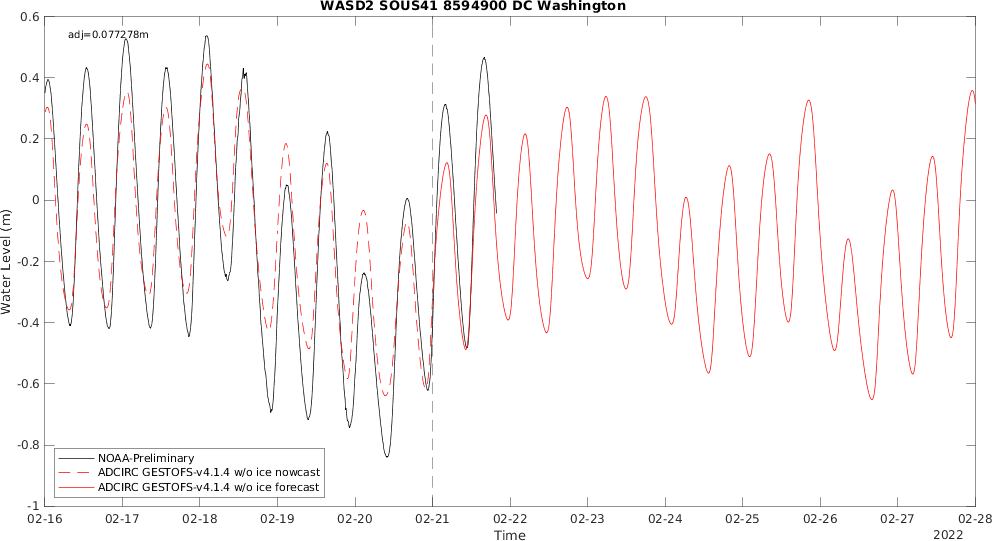 WASD2 SOUS41 8594900 DC Washington
adj=0.077278m
0.6
0.4
0.2
0
-0.2
-0.4
-0.6
-0.8
-1
Water Level (m)
NOAA-Preliminary
ADCIRC GESTOFS-v4.1.4 w/o ice nowcast
ADCIRC GESTOFS-v4.1.4 w/o ice forecast
02-16 02-17 02-18 02-19 02-20 02-21 02-22 02-23 02-24 02-25 02-26 02-27 02-28
Time
2022